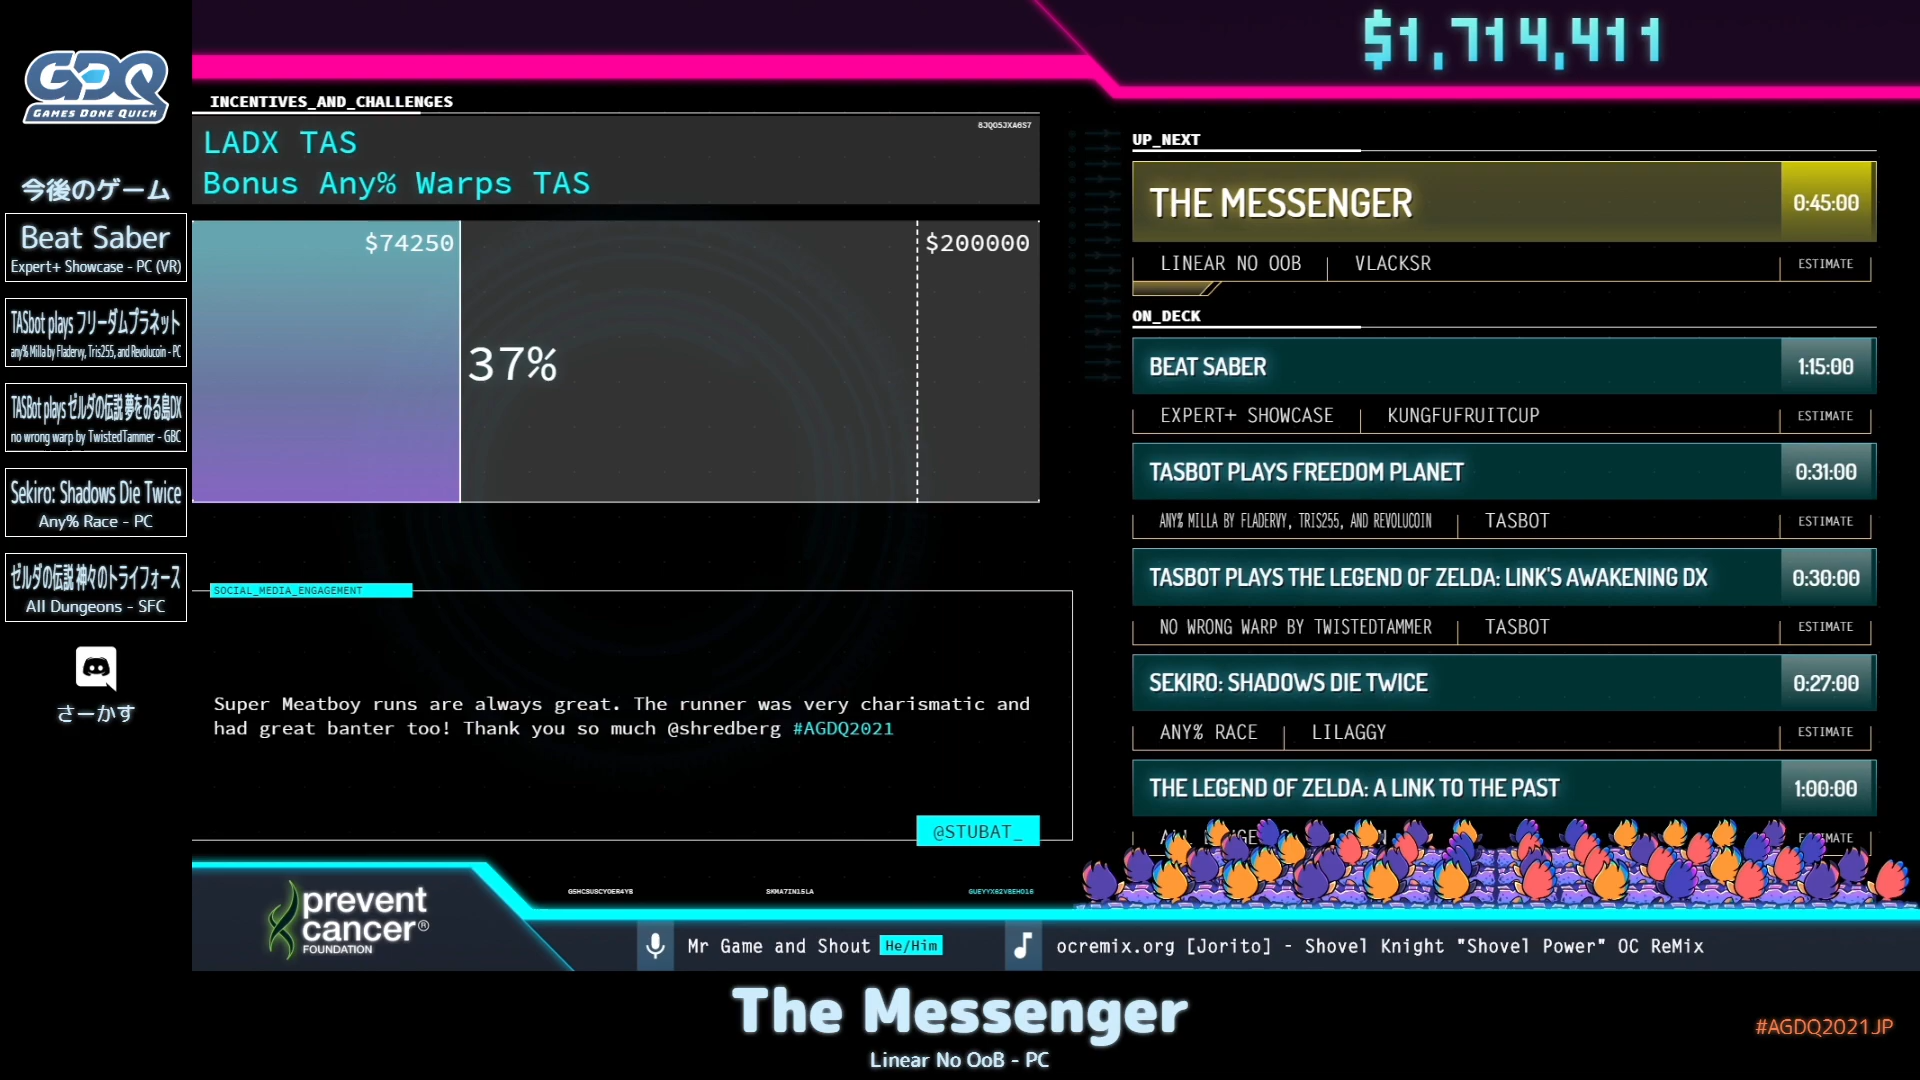 GDQ
GAMES DONE QUICK
今後のゲーム
Beat Saber
Expert+ Showcase - PC (VR)
TASbot plays フリーダムプラネット
any% Milla by Fladervy, Tris255, and Revolucoin - PC
TASBot plays ゼルダの伝説 夢をみる島DX
no wrong warp by TwistedTammer - GBC
Sekiro: Shadows Die Twice
Any% Race - PC
ゼルダの伝説 神々のトライフォース
All Dungeons - SFC
さーかす
$1,714,411
INCENTIVES_AND_CHALLENGES
LADX TAS
Bonus Any% Warps TAS
$74250
$200000
37%
SOCIAL_MEDIA_ENGAGEMENT
Super Meatboy runs are always great. The runner was very charismatic and
had great banter too! Thank you so much @shredberg #AGDQ2021
@STUBAT_
UP_NEXT
THE MESSENGER 0:45:00
LINEAR NO OOB VLACKSR ESTIMATE
ON_DECK
BEAT SABER 1:15:00
EXPERT+ SHOWCASE KUNGFUFRUITCUP ESTIMATE
TASBOT PLAYS FREEDOM PLANET 0:31:00
ANY% MILLA BY FLADERVY, TRIS255, AND REVOLUCOIN TASBOT ESTIMATE
TASBOT PLAYS THE LEGEND OF ZELDA: LINK'S AWAKENING DX 0:30:00
NO WRONG WARP BY TWISTEDTAMMER TASBOT ESTIMATE
SEKIRO: SHADOWS DIE TWICE 0:27:00
ANY% RACE LILAGGY ESTIMATE
THE LEGEND OF ZELDA: A LINK TO THE PAST 1:00:00
prevent
cancer®
FOUNDATION
Mr Game and Shout He/Him
ocremix.org [Jorito] - Shovel Knight "Shovel Power" OC ReMix
The Messenger
Linear No OoB - PC
#AGDQ2021JP